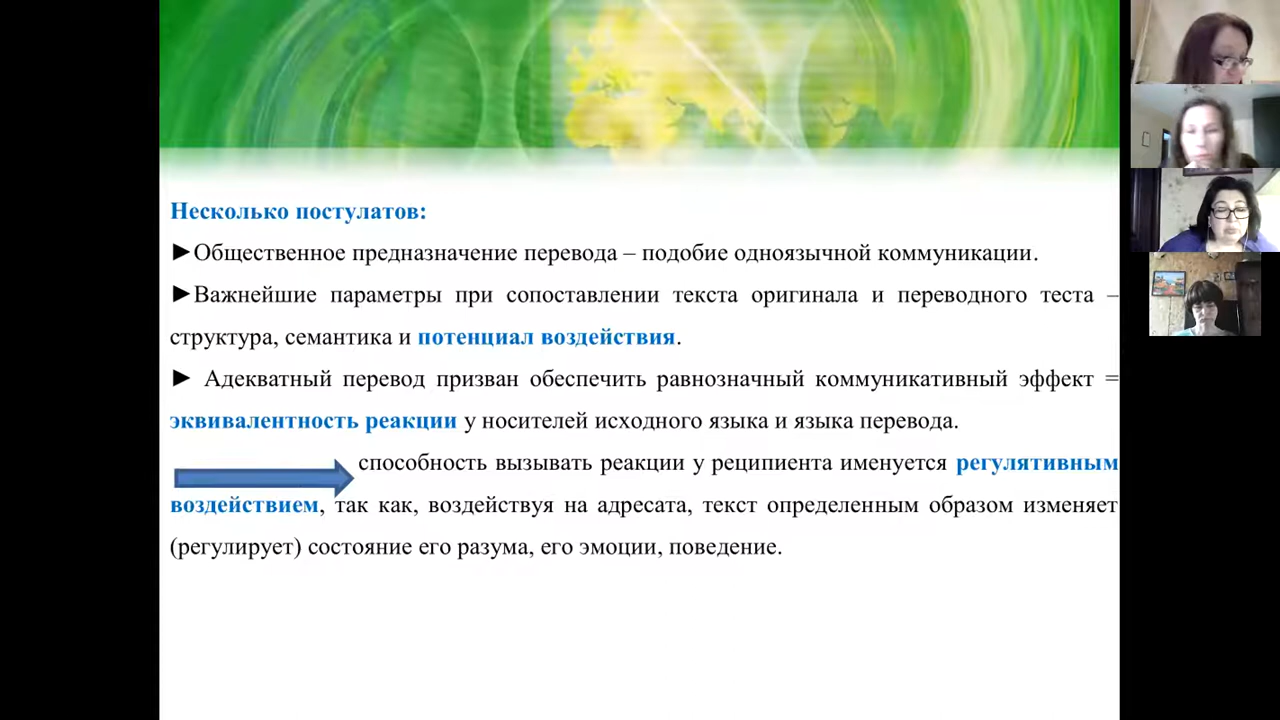 Несколько постулатов:
►Общественное предназначение перевода – подобие одноязычной коммуникации.
►Важнейшие параметры при сопоставлении текста оригинала и переводного теста –
структура, семантика и потенциал воздействия.
► Адекватный перевод призван обеспечить равнозначный коммуникативный эффект =
эквивалентность реакции у носителей исходного языка и языка перевода.
способность вызывать реакции у реципиента именуется регулятивным
воздействием, так как, воздействуя на адресата, текст определенным образом изменяет
(регулирует) состояние его разума, его эмоции, поведение.